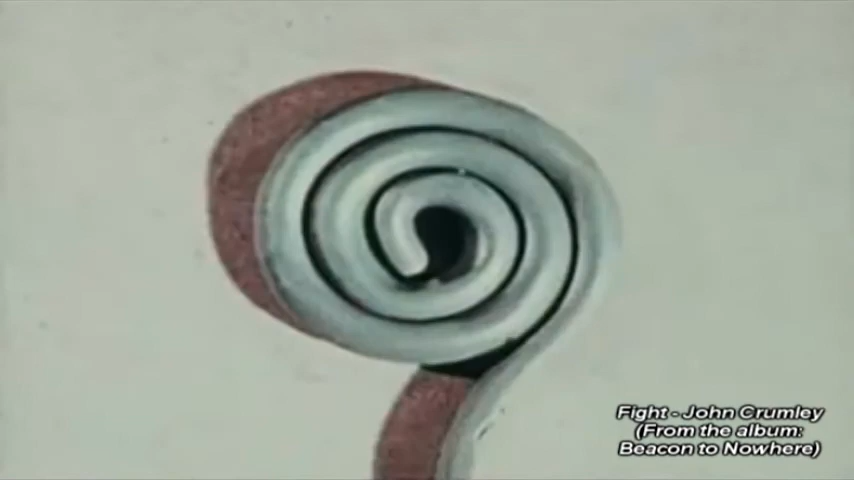 Fight - John Crumley
(From the album:
Beacon to Nowhere)